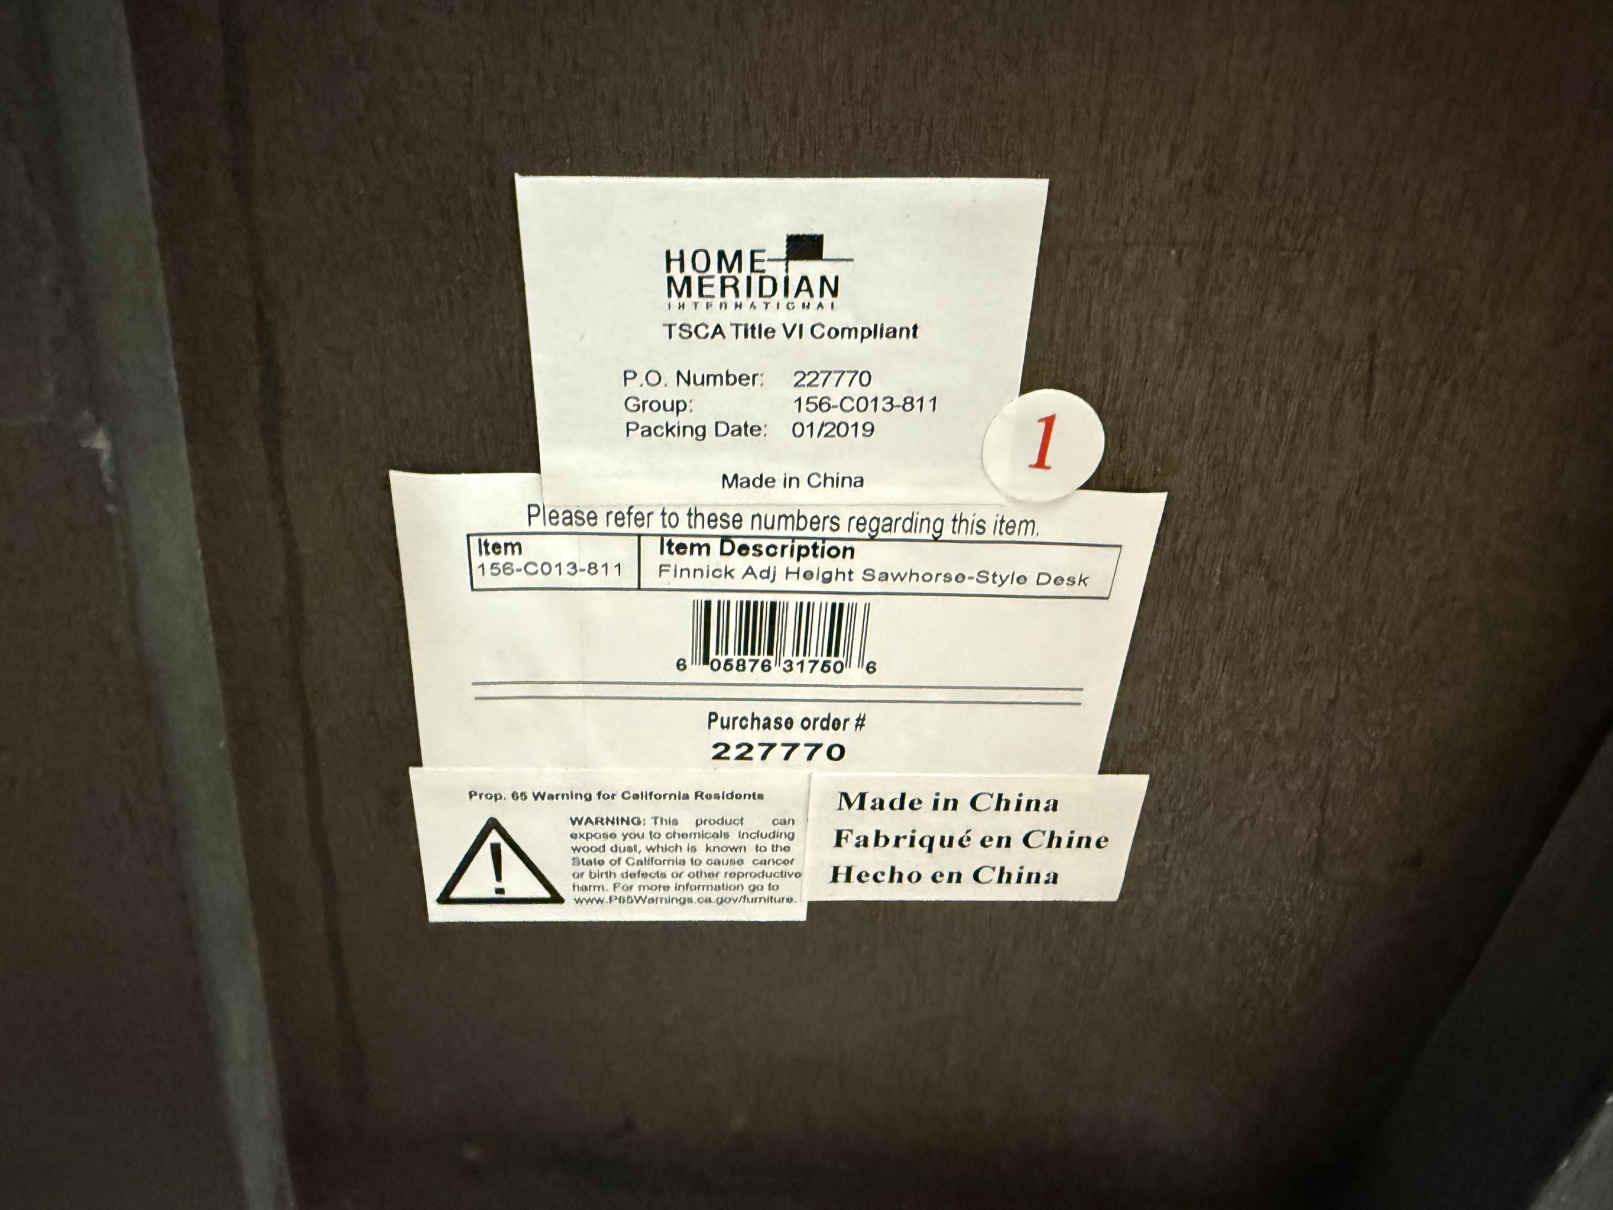 HOME
MERIDIAN
INTERNATIONAL
TSCA Title VI Compliant
P.O. Number: 227770
Group: 156-C013-811
Packing Date: 01/2019
1
Made in China
Please refer to these numbers regarding this item.
Item Item Description
156-C013-811 Finnick Adj Height Sawhorse-Style Desk
6 05876 31750 6
Purchase order #
227770
Prop. 65 Warning for California Residents
WARNING: This product can
expose you to chemicals including
wood dust, which is known to the
State of California to cause cancer
or birth defects or other reproductive
harm. For more information go to
www.P65Warnings.ca.gov/furniture.
Made in China
Fabriqué en Chine
Hecho en China